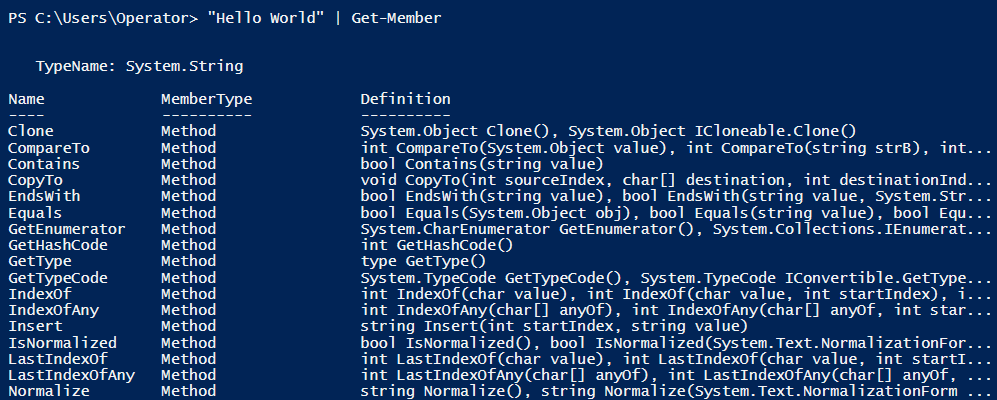 PS C:\Users\Operator> "Hello World" | Get-Member
TypeName: System.String
Name MemberType Definition
---- ---------- ----------
Clone Method System.Object Clone(), System.Object ICloneable.Clone()
CompareTo Method int CompareTo(System.Object value), int CompareTo(string strB), int...
Contains Method bool Contains(string value)
CopyTo Method void CopyTo(int sourceIndex, char[] destination, int destinationInd...
EndsWith Method bool EndsWith(string value), bool EndsWith(string value, System.Str...
Equals Method bool Equals(System.Object obj), bool Equals(string value), bool Equ...
GetEnumerator Method System.CharEnumerator GetEnumerator(), System.Collections.IEnumerat...
GetHashCode Method int GetHashCode()
GetType Method type GetType()
GetTypeCode Method System.TypeCode GetTypeCode(), System.TypeCode IConvertible.GetType...
IndexOf Method int IndexOf(char value), int IndexOf(char value, int startIndex), i...
IndexOfAny Method int IndexOfAny(char[] anyOf), int IndexOfAny(char[] anyOf, int star...
Insert Method string Insert(int startIndex, string value)
IsNormalized Method bool IsNormalized(), bool IsNormalized(System.Text.NormalizationFor...
LastIndexOf Method int LastIndexOf(char value), int LastIndexOf(char value, int startI...
LastIndexOfAny Method int LastIndexOfAny(char[] anyOf), int LastIndexOfAny(char[] anyOf, ...
Normalize Method string Normalize(), string Normalize(System.Text.NormalizationForm ...